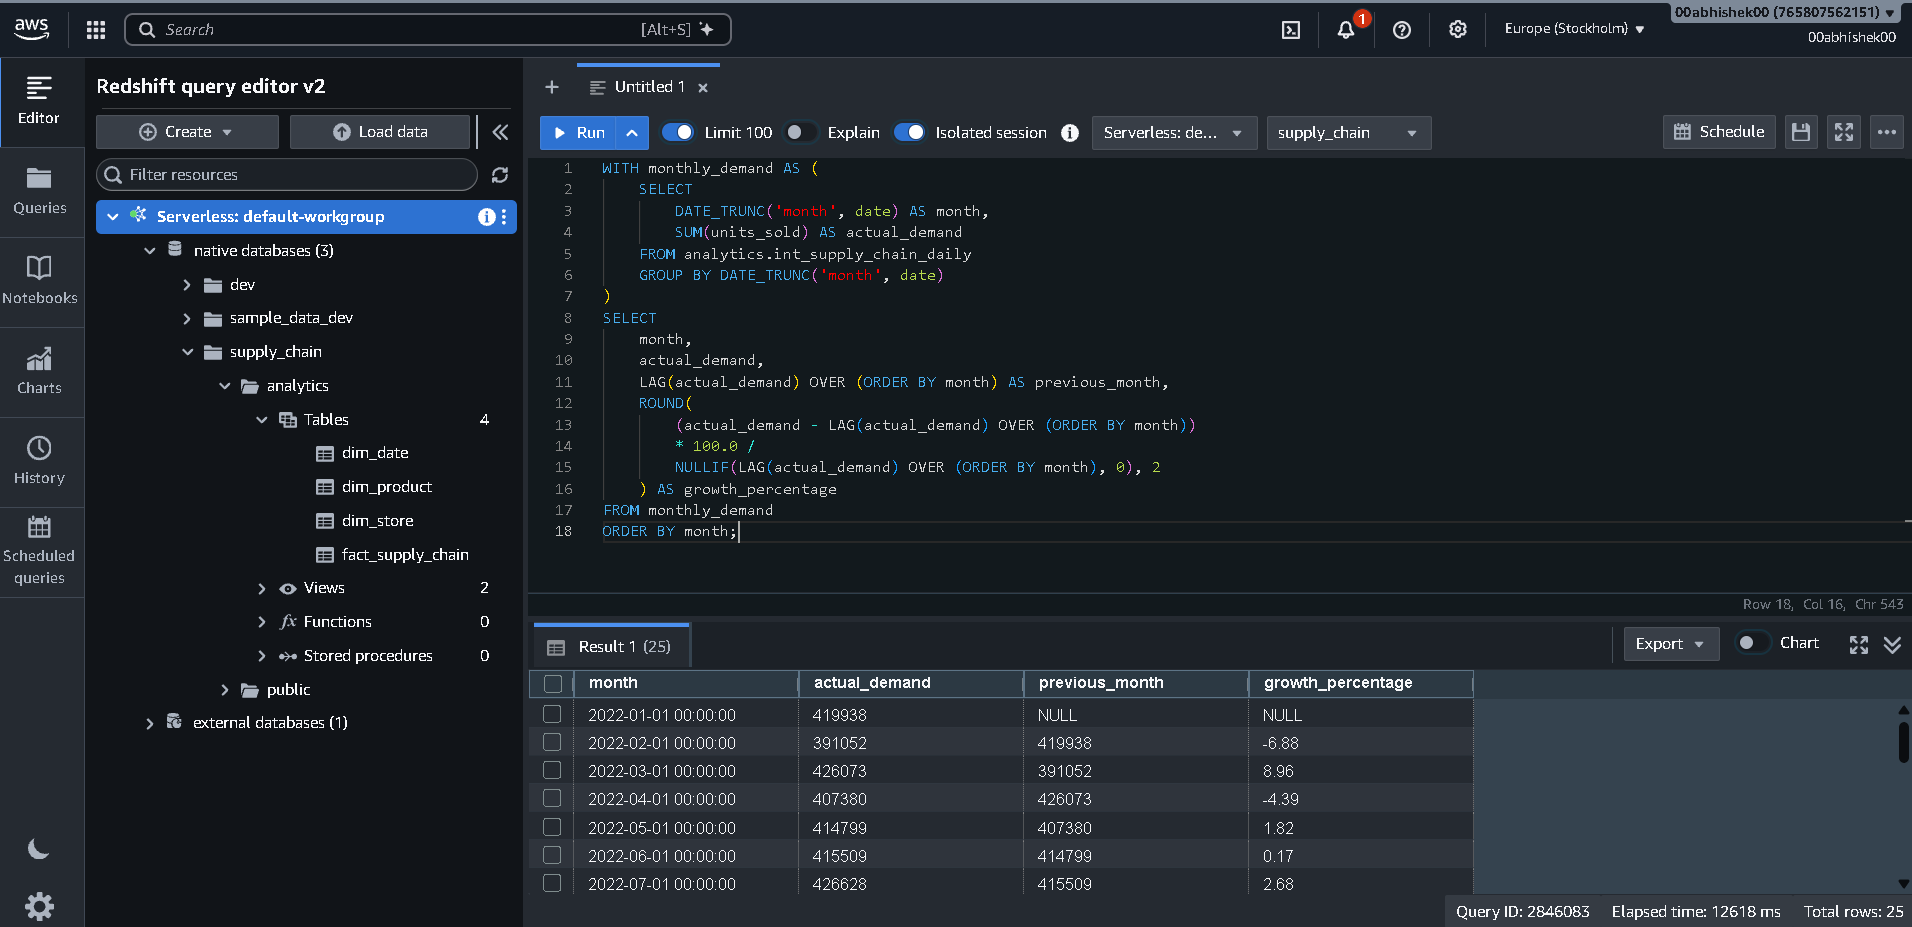 aws
Search
[Alt+S]
1
Europe (Stockholm)
00abhishek00 (765807562151)
00abhishek00
Editor
Queries
Notebooks
Charts
History
Scheduled
queries
Redshift query editor v2
Create
Load data
Filter resources
Serverless: default-workgroup
native databases (3)
dev
sample_data_dev
supply_chain
analytics
Tables 4
dim_date
dim_product
dim_store
fact_supply_chain
Views 2
fx Functions 0
Stored procedures 0
public
external databases (1)
Untitled 1
Run
Limit 100
Explain
Isolated session
Serverless: de...
supply_chain
Schedule
1 WITH monthly_demand AS (
2 SELECT
3 DATE_TRUNC('month', date) AS month,
4 SUM(units_sold) AS actual_demand
5 FROM analytics.int_supply_chain_daily
6 GROUP BY DATE_TRUNC('month', date)
7 )
8 SELECT
9 month,
10 actual_demand,
11 LAG(actual_demand) OVER (ORDER BY month) AS previous_month,
12 ROUND(
13 (actual_demand - LAG(actual_demand) OVER (ORDER BY month))
14 * 100.0 /
15 NULLIF(LAG(actual_demand) OVER (ORDER BY month), 0), 2
16 ) AS growth_percentage
17 FROM monthly_demand
18 ORDER BY month;
Row 18, Col 16, Chr 543
Result 1 (25)
Export
Chart
month actual_demand previous_month growth_percentage
2022-01-01 00:00:00 419938 NULL NULL
2022-02-01 00:00:00 391052 419938 -6.88
2022-03-01 00:00:00 426073 391052 8.96
2022-04-01 00:00:00 407380 426073 -4.39
2022-05-01 00:00:00 414799 407380 1.82
2022-06-01 00:00:00 415509 414799 0.17
2022-07-01 00:00:00 426628 415509 2.68
Query ID: 2846083 Elapsed time: 12618 ms Total rows: 25